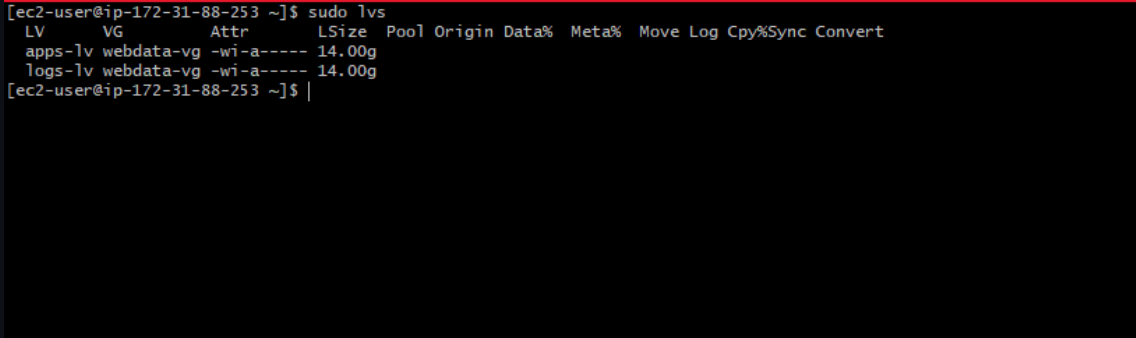 [ec2-user@ip-172-31-88-253 ~]$ sudo lvs
  LV      VG         Attr       LSize  Pool Origin Data%  Meta%  Move Log Cpy%Sync Convert
  apps-lv webdata-vg -wi-a----- 14.00g
  logs-lv webdata-vg -wi-a----- 14.00g
[ec2-user@ip-172-31-88-253 ~]$